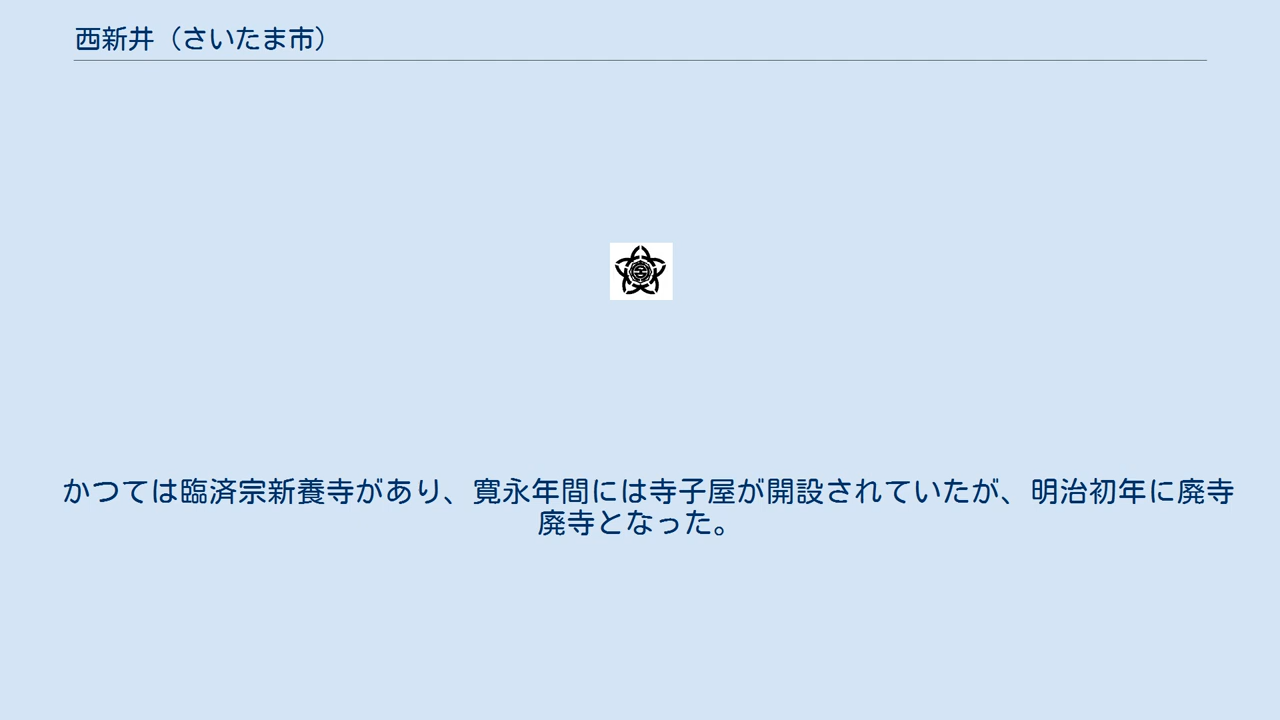 西新井（さいたま市）
かつては臨済宗新養寺があり、寛永年間には寺子屋が開設されていたが、明治初年に廃寺
廃寺となった。